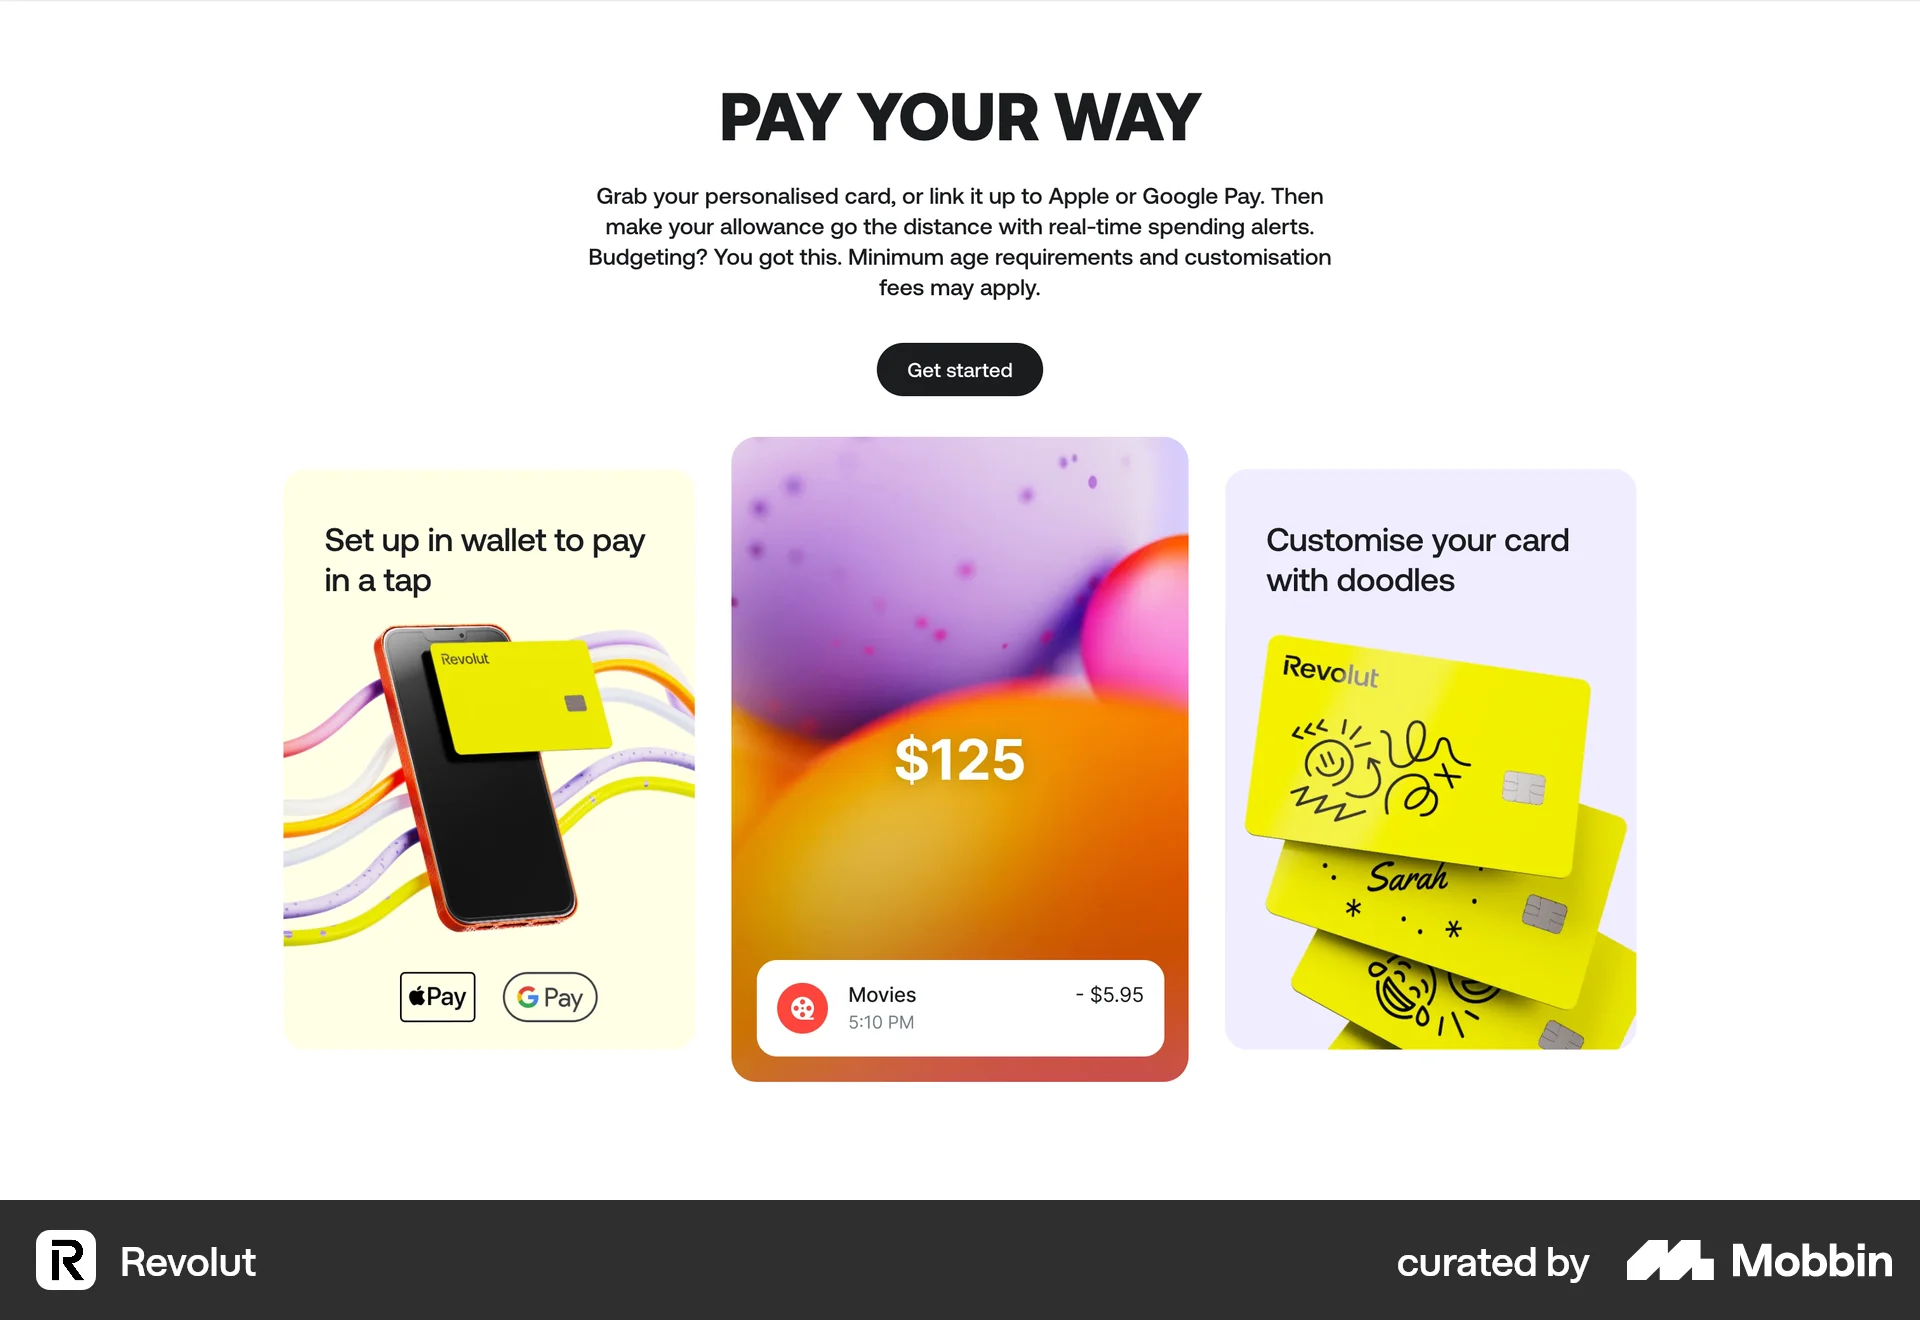 PAY YOUR WAY
Grab your personalised card, or link it up to Apple or Google Pay. Then
make your allowance go the distance with real-time spending alerts.
Budgeting? You got this. Minimum age requirements and customisation
fees may apply.
Get started
Set up in wallet to pay
in a tap
Revolut
Pay
G Pay
$125
Movies
- $5.95
5:10 PM
Customise your card
with doodles
Revolut
Sarah
R Revolut
curated by Mobbin